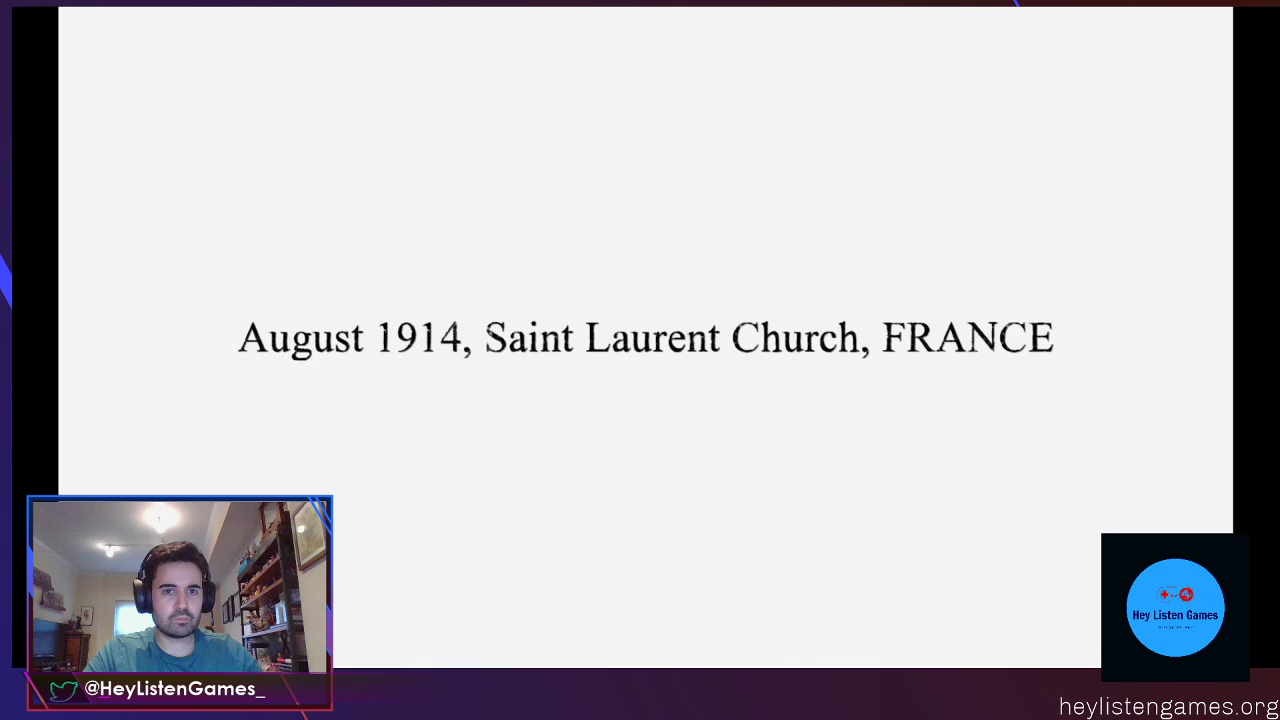 August 1914, Saint Laurent Church, FRANCE
Hey Listen Games
@HeyListenGames_
heylistengames.org